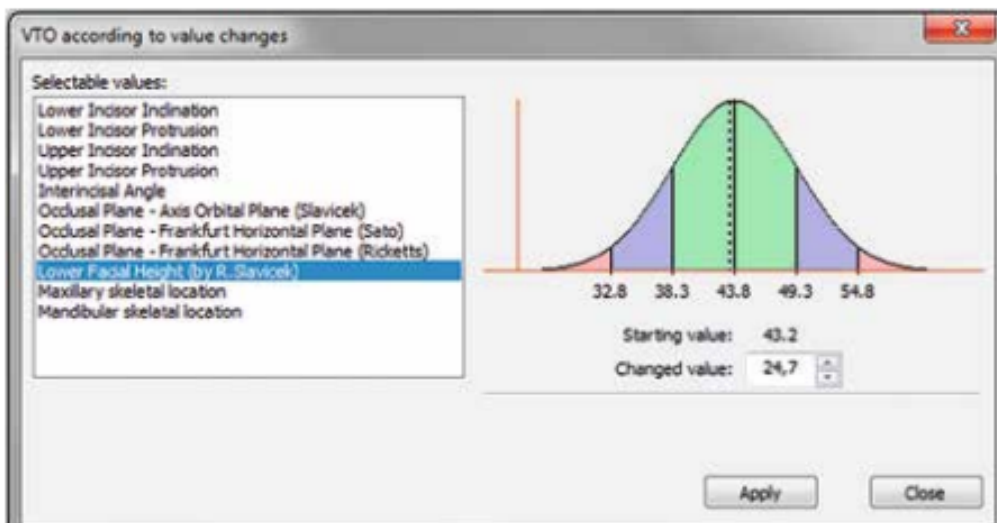 VTO according to value changes
Selectable values:
Lower Incisor Inclination
Lower Incisor Protrusion
Upper Incisor Inclination
Upper Incisor Protrusion
Interincisal Angle
Occlusal Plane - Axis Orbital Plane (Slavicek)
Occlusal Plane - Frankfurt Horizontal Plane (Sato)
Occlusal Plane - Frankfurt Horizontal Plane (Ricketts)
Lower Facial Height (by R..Slavicek)
Maxillary skeletal location
Mandibular skelatal location
32.8 38.3 43.8 49.3 54.8
Starting value: 43.2
Changed value: 24,7
Apply Close